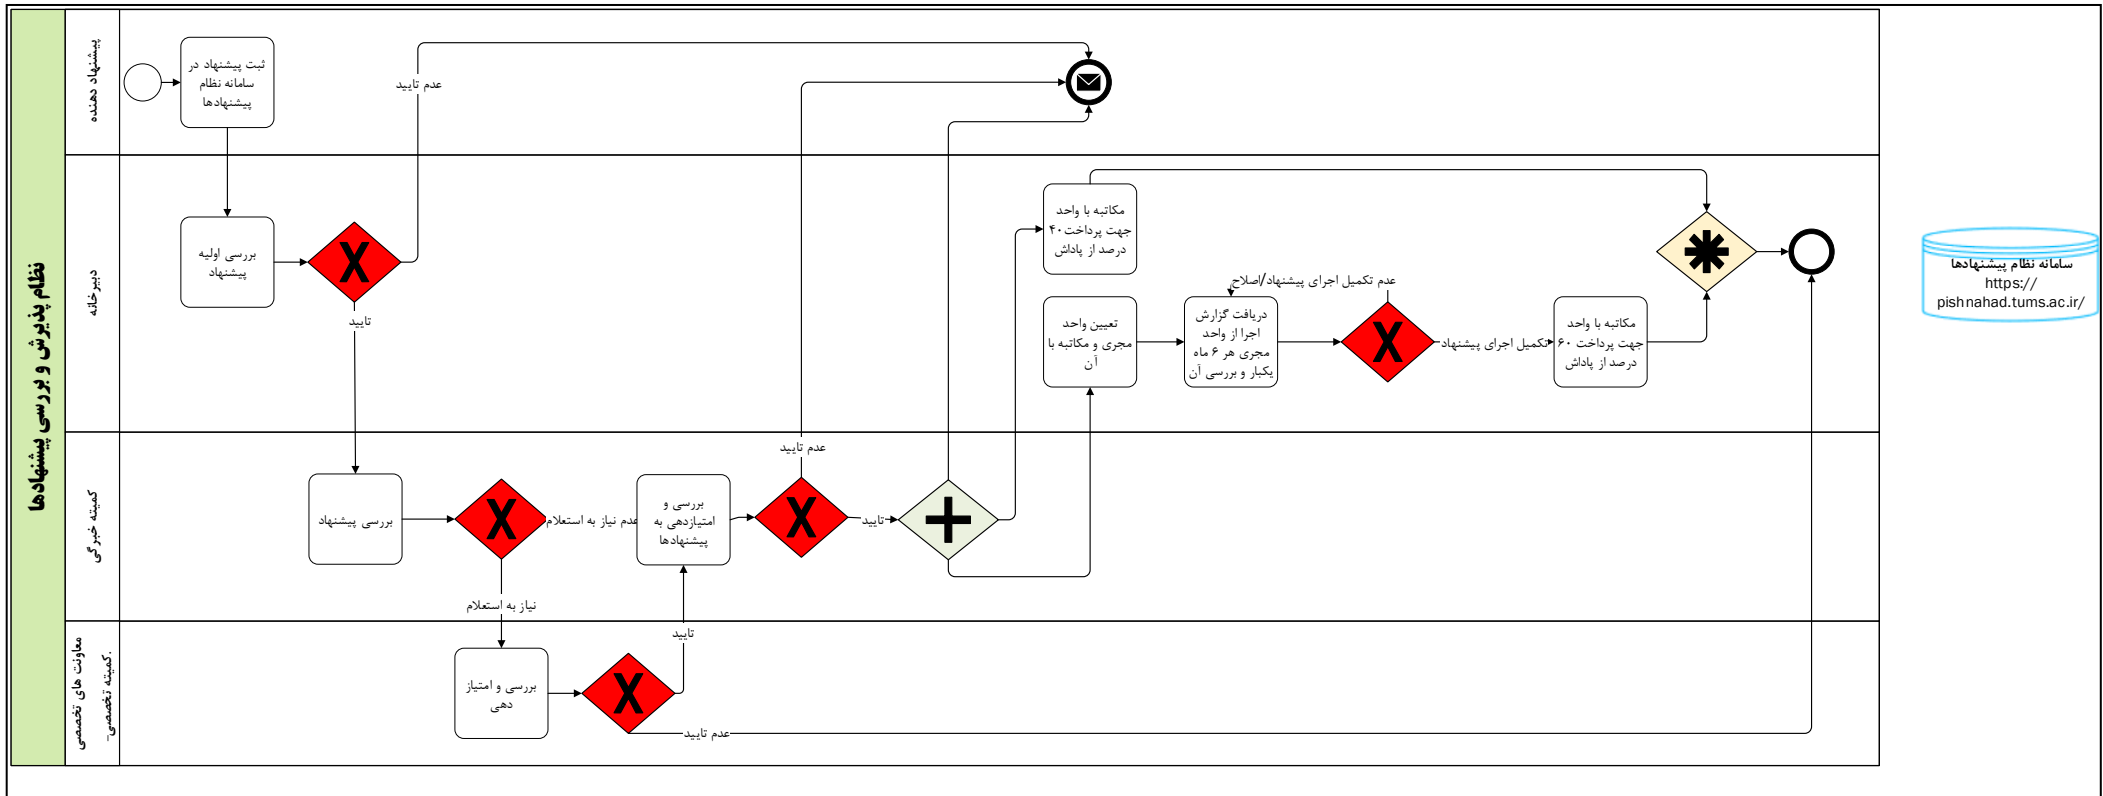 نظام پذیرش و بررسی پیشنهادها
پیشنهاد دهنده
ثبت پیشنهاد در
سامانه نظام
پیشنهادها
عدم تایید
دبیرخانه
بررسی اولیه
پیشنهاد
تایید
مکاتبه با واحد
جهت پرداخت۴۰
درصد از پاداش
تعیین واحد
مجری و مکاتبه با
آن
دریافت گزارش
اجرا از واحد
مجری هر ۶ ماه
یکبار و بررسی آن
عدم تکمیل اجرای پیشنهاد/اصلاح
تکمیل اجرای پیشنهاد
مکاتبه با واحد
جهت پرداخت ۶۰
درصد از پاداش
کمیته خبرگی
بررسی پیشنهاد
عدم نیاز به استعلام
نیاز به استعلام
بررسی و
امتیازدهی به
پیشنهادها
عدم تایید
تایید
معاونت های تخصصی
-کمیته تخصصی.
بررسی و امتیاز
دهی
تایید
عدم تایید
سامانه نظام پیشنهادها
https://
pishnahad.tums.ac.ir/